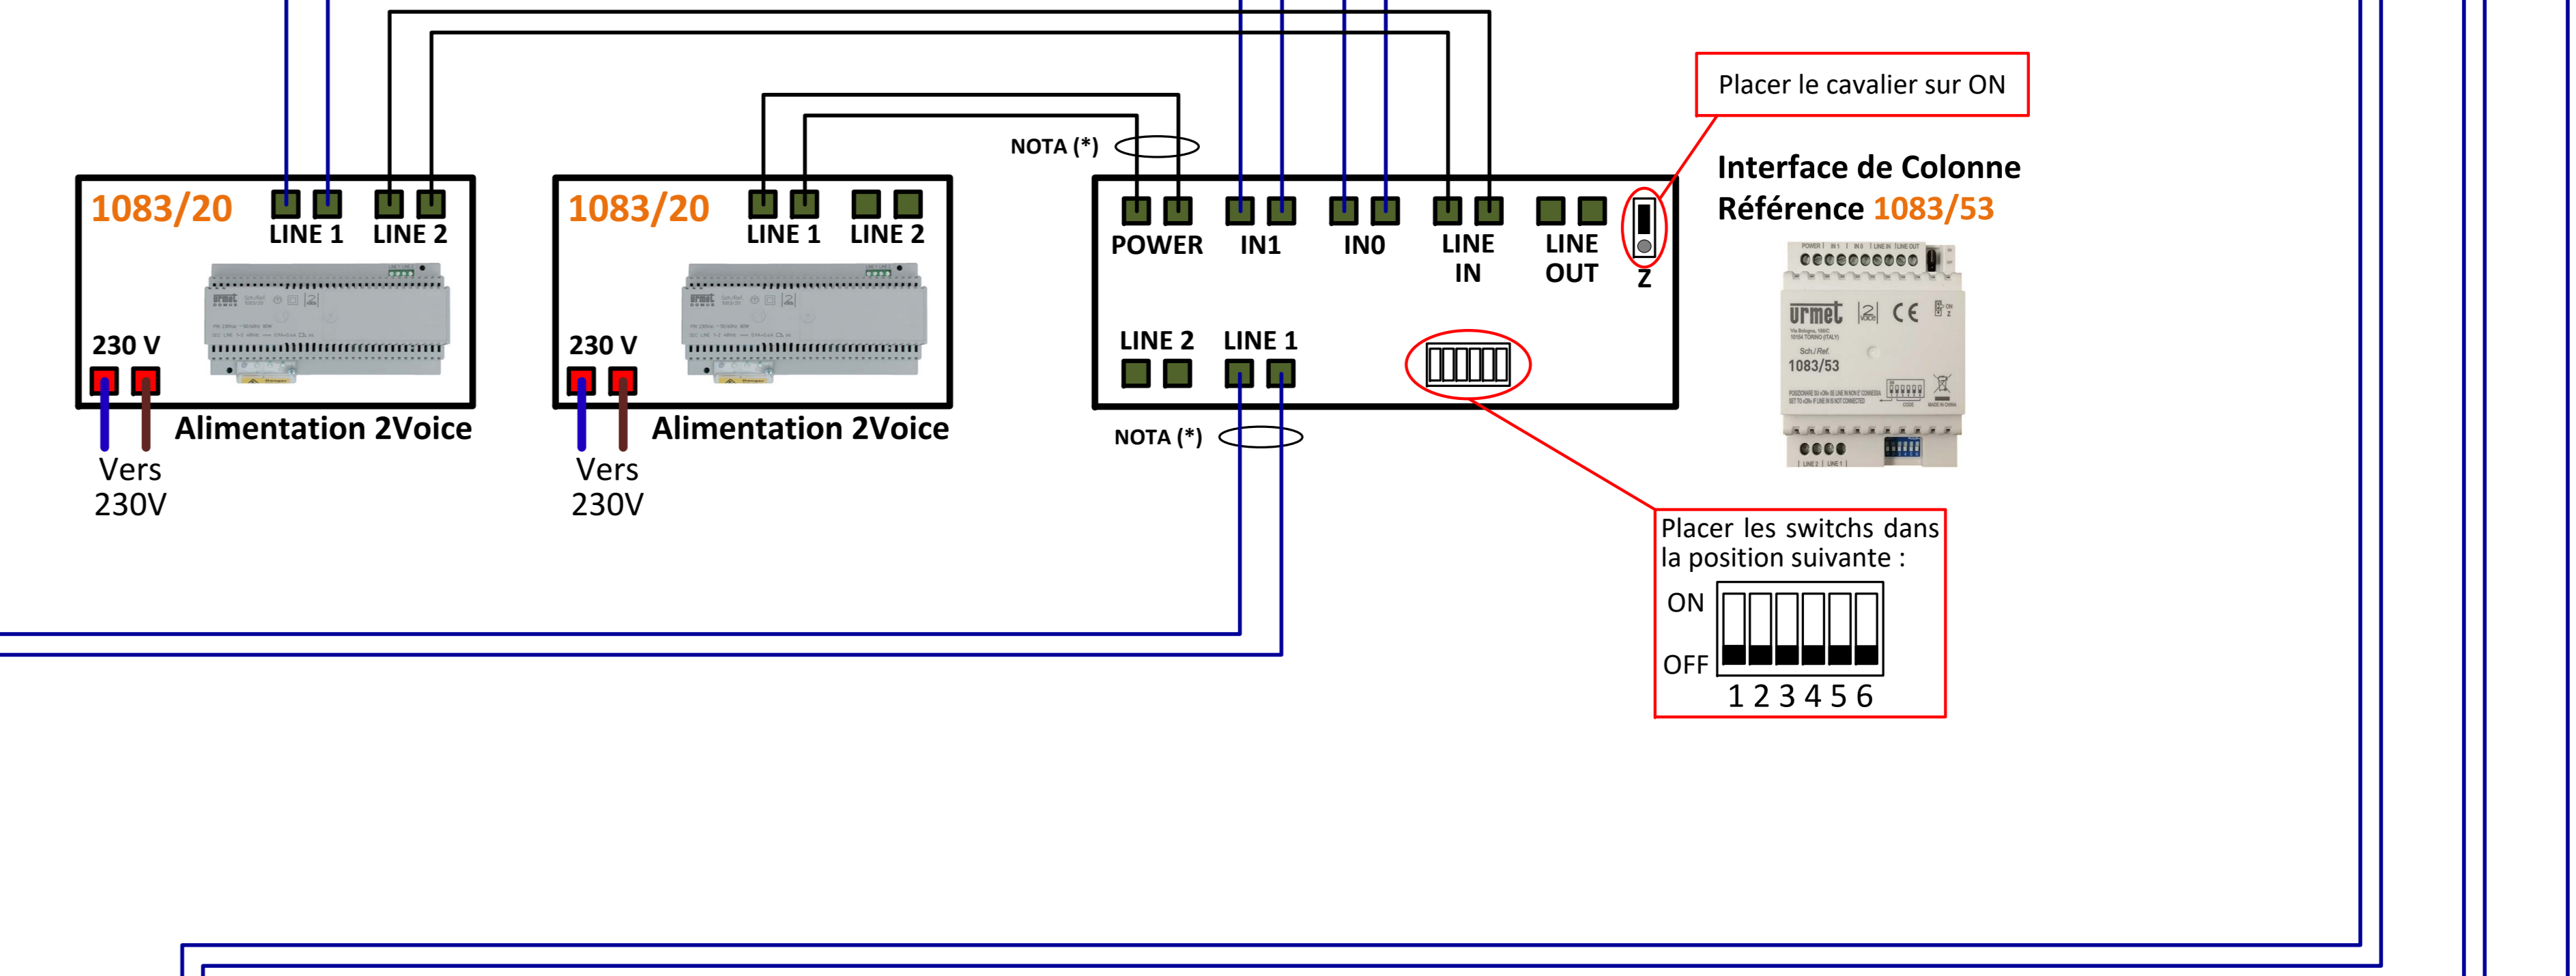 Placer le cavalier sur ON
NOTA (*)
Interface de Colonne
Référence 1083/53
1083/20
LINE 1
LINE 2
230 V
Alimentation 2Voice
Vers
230V
1083/20
LINE 1
LINE 2
230 V
Alimentation 2Voice
Vers
230V
POWER
IN1
IN0
LINE
IN
LINE
OUT
Z
LINE 2
LINE 1
NOTA (*)
urmet
CE
Sch./Ref.
1083/53
Placer les switchs dans
la position suivante :
ON
OFF
1 2 3 4 5 6